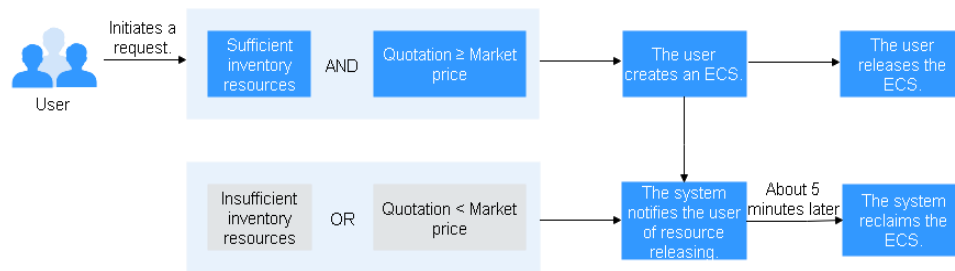 Initiates a
request.
User
Sufficient
inventory
resources
AND
Quotation ≥ Market
price
The user
creates an ECS.
The user
releases the
ECS.
Insufficient
inventory
resources
OR
Quotation < Market
price
The system
notifies the user
of resource
releasing.
About 5
minutes later
The system
reclaims the
ECS.